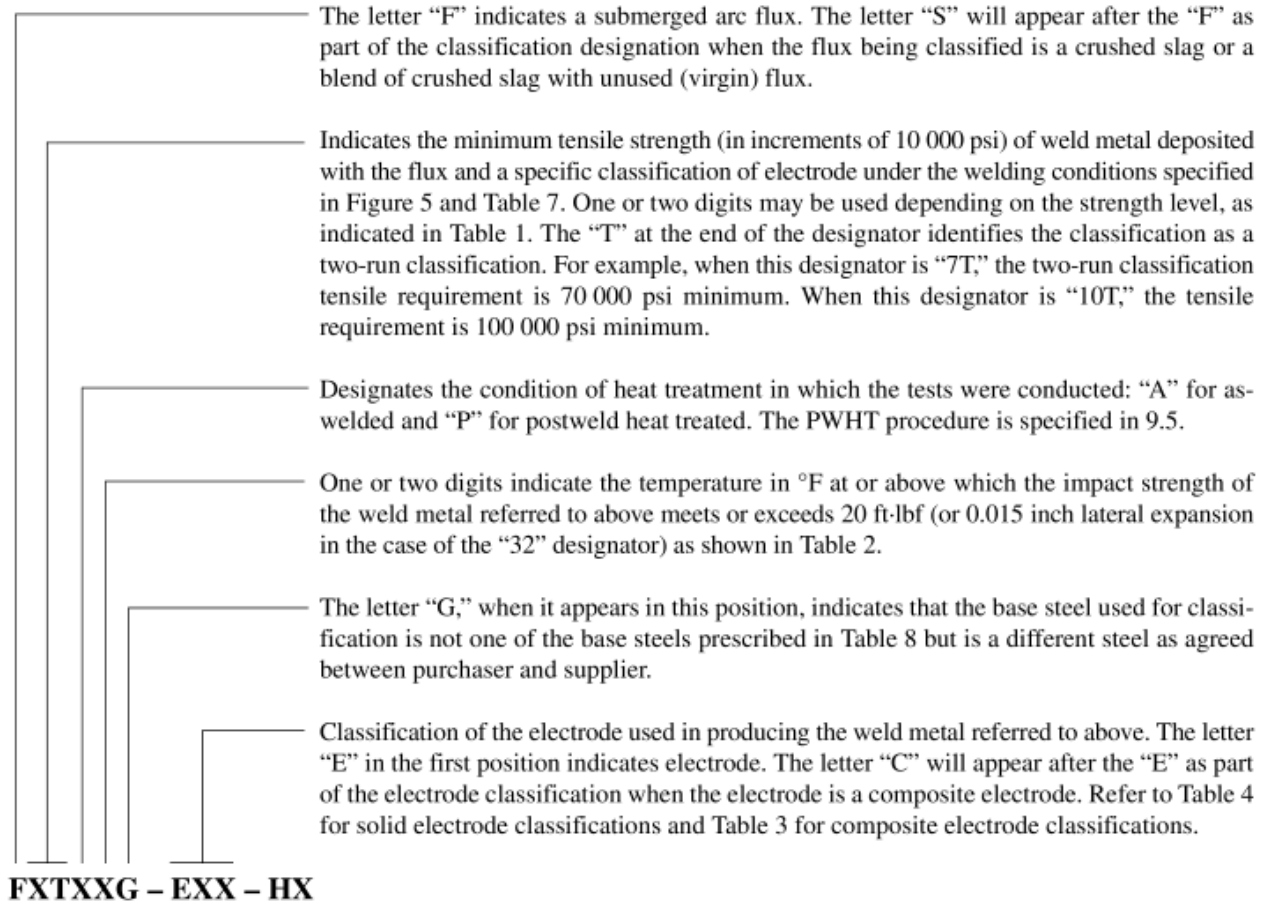 The letter “F” indicates a submerged arc flux. The letter “S” will appear after the “F” as
part of the classification designation when the flux being classified is a crushed slag or a
blend of crushed slag with unused (virgin) flux.
Indicates the minimum tensile strength (in increments of 10 000 psi) of weld metal deposited
with the flux and a specific classification of electrode under the welding conditions specified
in Figure 5 and Table 7. One or two digits may be used depending on the strength level, as
indicated in Table 1. The “T” at the end of the designator identifies the classification as a
two-run classification. For example, when this designator is “7T,” the two-run classification
tensile requirement is 70 000 psi minimum. When this designator is “10T,” the tensile
requirement is 100 000 psi minimum.
Designates the condition of heat treatment in which the tests were conducted: “A” for as-
welded and “P” for postweld heat treated. The PWHT procedure is specified in 9.5.
One or two digits indicate the temperature in °F at or above which the impact strength of
the weld metal referred to above meets or exceeds 20 ft·lbf (or 0.015 inch lateral expansion
in the case of the “32” designator) as shown in Table 2.
The letter “G,” when it appears in this position, indicates that the base steel used for classi-
fication is not one of the base steels prescribed in Table 8 but is a different steel as agreed
between purchaser and supplier.
Classification of the electrode used in producing the weld metal referred to above. The letter
“E” in the first position indicates electrode. The letter “C” will appear after the “E” as part
of the electrode classification when the electrode is a composite electrode. Refer to Table 4
for solid electrode classifications and Table 3 for composite electrode classifications.
FXTXXG – EXX – HX